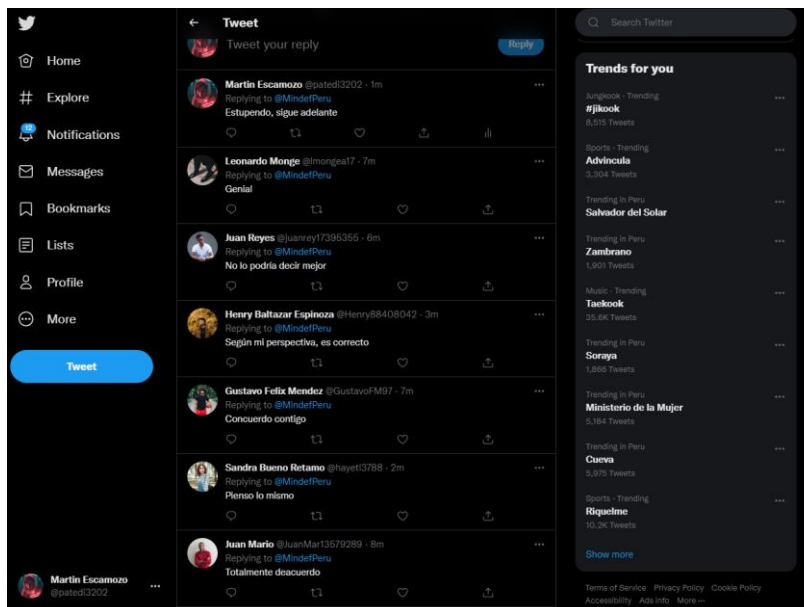 Home
Explore
12
Notifications
Messages
Bookmarks
Lists
Profile
More
Tweet
Martin Escamozo
@patedi3202
Tweet
Tweet your reply
Reply
Martin Escamozo @patedi3202 · 1m
Replying to @MindefPeru
Estupendo, sigue adelante
Leonardo Monge @lmongea17 · 7m
Replying to @MindefPeru
Genial
Juan Reyes @juanrey17395355 · 6m
Replying to @MindefPeru
No lo podría decir mejor
Henry Baltazar Espinoza @Henry88408042 · 3m
Replying to @MindefPeru
Según mi perspectiva, es correcto
Gustavo Felix Mendez @GustavoFM97 · 7m
Replying to @MindefPeru
Concuerdo contigo
Sandra Bueno Retamo @hayetl3788 · 2m
Replying to @MindefPeru
Pienso lo mismo
Juan Mario @JuanMar13579289 · 8m
Replying to @MindefPeru
Totalmente deacuerdo
Search Twitter
Trends for you
Jungkook · Trending
#jikook
8,515 Tweets
Sports · Trending
Advincula
3,304 Tweets
Trending in Peru
Salvador del Solar
Trending in Peru
Zambrano
1,901 Tweets
Music · Trending
Taekook
35.6K Tweets
Trending in Peru
Soraya
1,866 Tweets
Trending in Peru
Ministerio de la Mujer
5,184 Tweets
Trending in Peru
Cueva
5,975 Tweets
Sports · Trending
Riquelme
10.2K Tweets
Show more
Terms of Service Privacy Policy Cookie Policy
Accessibility Ads info More